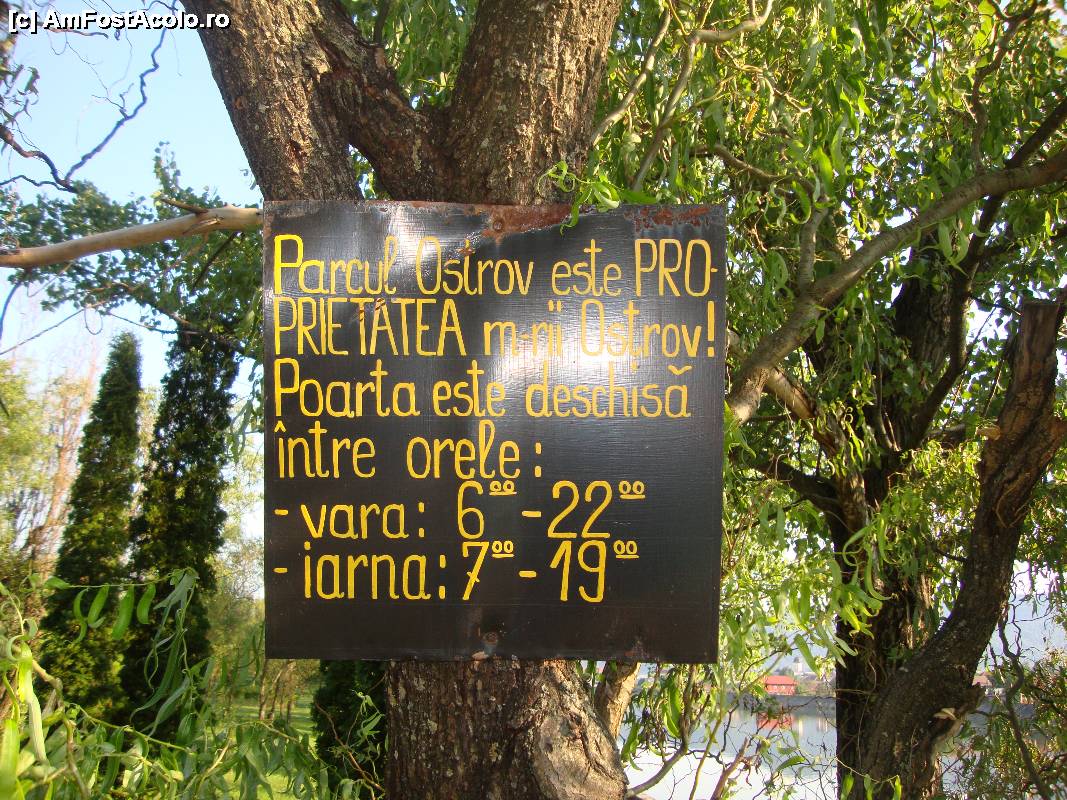 [c] AmFostAcolo.ro
Parcul Ostrov este PRO-
PRIETATEA m-rii Ostrov!
Poarta este deschisă
între orele:
- vara: 6⁰⁰ - 22⁰⁰
- iarna: 7⁰⁰ - 19⁰⁰